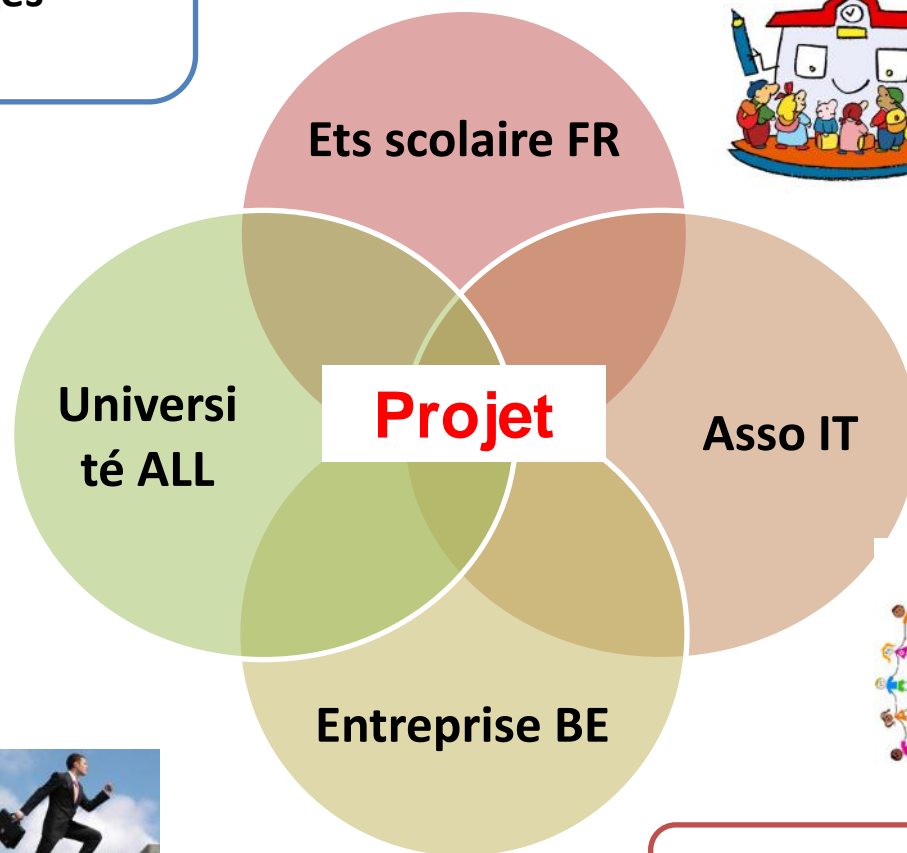 Ets scolaire FR
Universi
té ALL
Projet
Asso IT
Entreprise BE